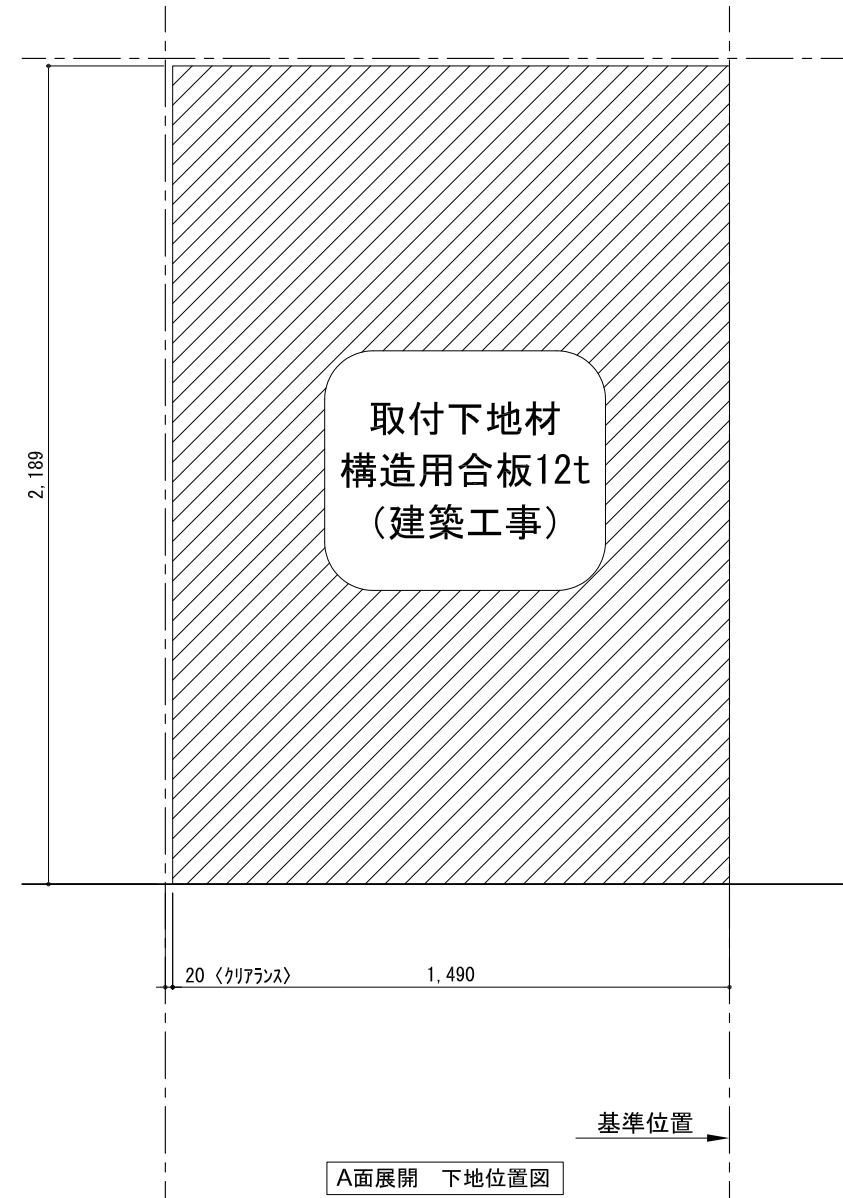 取付下地材
構造用合板12t
（建築工事）
2,189
20 〈ｸﾘｱﾗﾝｽ〉
1,490
基準位置
A面展開　下地位置図